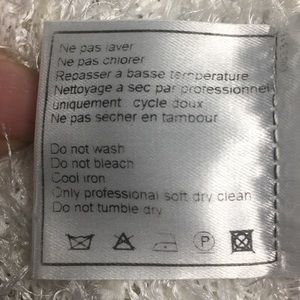 Ne pas laver
Ne pas chlorer
Repasser a basse température
Nettoyage a sec par professionnel
uniquement cycle doux
Ne pas secher en tambour
Do not wash
Do not bleach
Cool iron
Only professional soft dry clean
Do not tumble dry
P